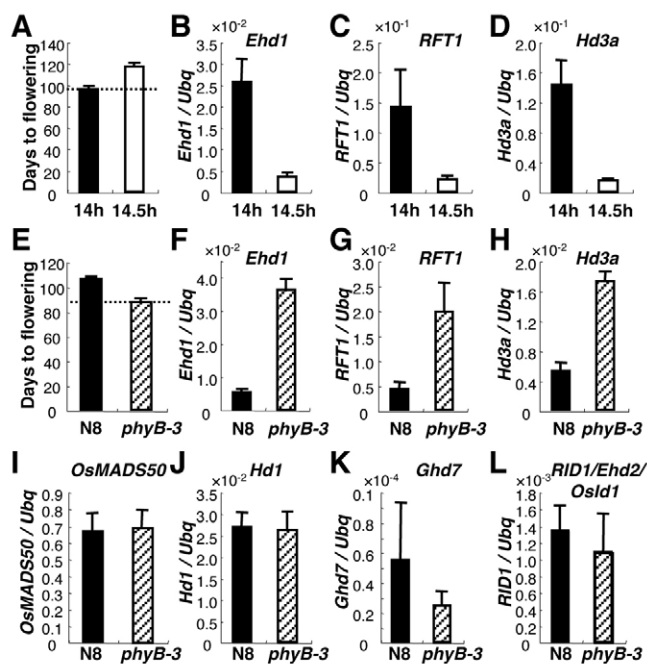 A
Days to flowering
140
120
100
80
60
40
20
0
14h 14.5h
B
×10⁻² Ehd1
Ehd1 / Ubq
3.5
3.0
2.5
2.0
1.5
1.0
0.5
0
14h 14.5h
C
×10⁻¹ RFT1
RFT1 / Ubq
2.5
2.0
1.5
1.0
0.5
0
14h 14.5h
D
×10⁻¹ Hd3a
Hd3a / Ubq
2.0
1.6
1.2
0.8
0.4
0
14h 14.5h
E
Days to flowering
120
100
80
60
40
20
0
N8 phyB-3
F
×10⁻² Ehd1
Ehd1 / Ubq
4.0
3.0
2.0
1.0
0
N8 phyB-3
G
×10⁻² RFT1
RFT1 / Ubq
3.0
2.5
2.0
1.5
1.0
0.5
0
N8 phyB-3
H
×10⁻² Hd3a
Hd3a / Ubq
2.0
1.6
1.2
0.8
0.4
0
N8 phyB-3
I
OsMADS50
OsMADS50 / Ubq
0.9
0.8
0.7
0.6
0.5
0.4
0.3
0.2
0.1
0
N8 phyB-3
J
×10⁻² Hd1
Hd1 / Ubq
3.5
3.0
2.5
2.0
1.5
1.0
0.5
0
N8 phyB-3
K
×10⁻⁴ Ghd7
Ghd7 / Ubq
0.1
0.8
0.6
0.4
0.2
0
N8 phyB-3
L
×10⁻³ RID1/Ehd2/
OsId1
RID1 / Ubq
1.8
1.5
1.2
0.9
0.6
0.3
0
N8 phyB-3